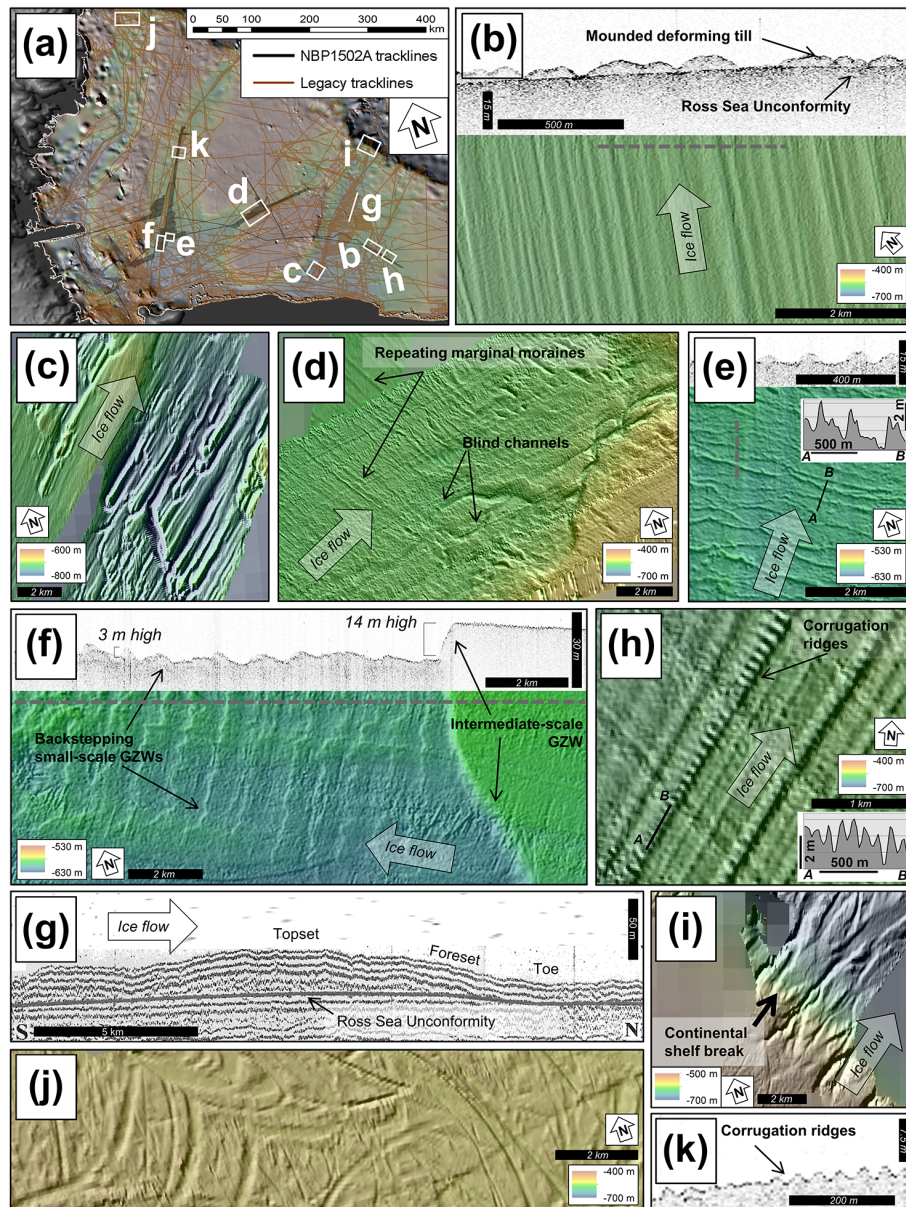 (a)
0 100 200 300 400
km
NBP1502A tracklines
Legacy tracklines
N
j
k
i
d
g
f
e
b
c
h
(b)
Mounded deforming till
Ross Sea Unconformity
15 m
500 m
Ice flow
N
-400 m
-700 m
2 km
(c)
Ice flow
N
-600 m
-800 m
2 km
(d)
Repeating marginal moraines
Blind channels
Ice flow
N
-400 m
-700 m
2 km
(e)
15 m
400 m
2 m
500 m
A B
B
A
Ice flow
N
-530 m
-630 m
2 km
(f)
3 m high
14 m high
30 m
2 km
Backstepping
small-scale GZWs
Intermediate-scale
GZW
-530 m
-630 m
N
2 km
Ice flow
(h)
Corrugation
ridges
Ice flow
N
-400 m
-700 m
1 km
B
A
2 m
500 m
A B
(g)
Ice flow
50 m
Topset
Foreset
Toe
Ross Sea Unconformity
S
5 km
N
(i)
Continental
shelf break
Ice flow
-500 m
-700 m
N
2 km
(j)
N
2 km
-400 m
-700 m
(k)
Corrugation ridges
7.5 m
200 m